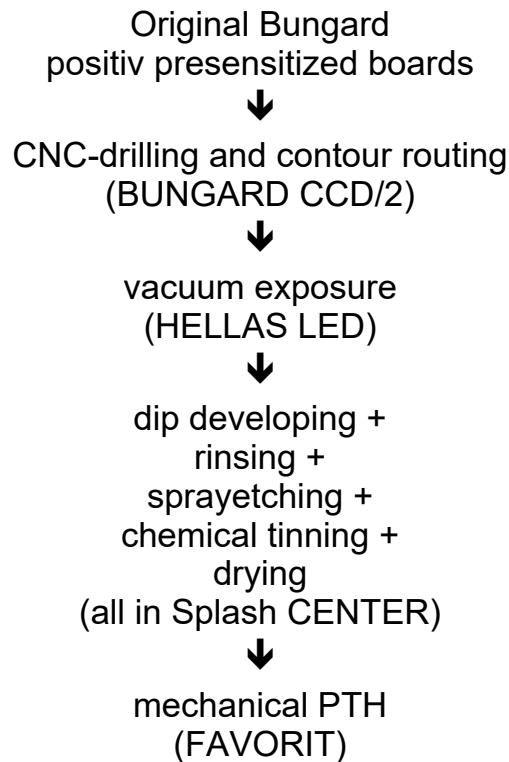 Original Bungard
positiv presensitized boards
CNC-drilling and contour routing
(BUNGARD CCD/2)
vacuum exposure
(HELLAS LED)
dip developing +
rinsing +
sprayetching +
chemical tinning +
drying
(all in Splash CENTER)
mechanical PTH
(FAVORIT)